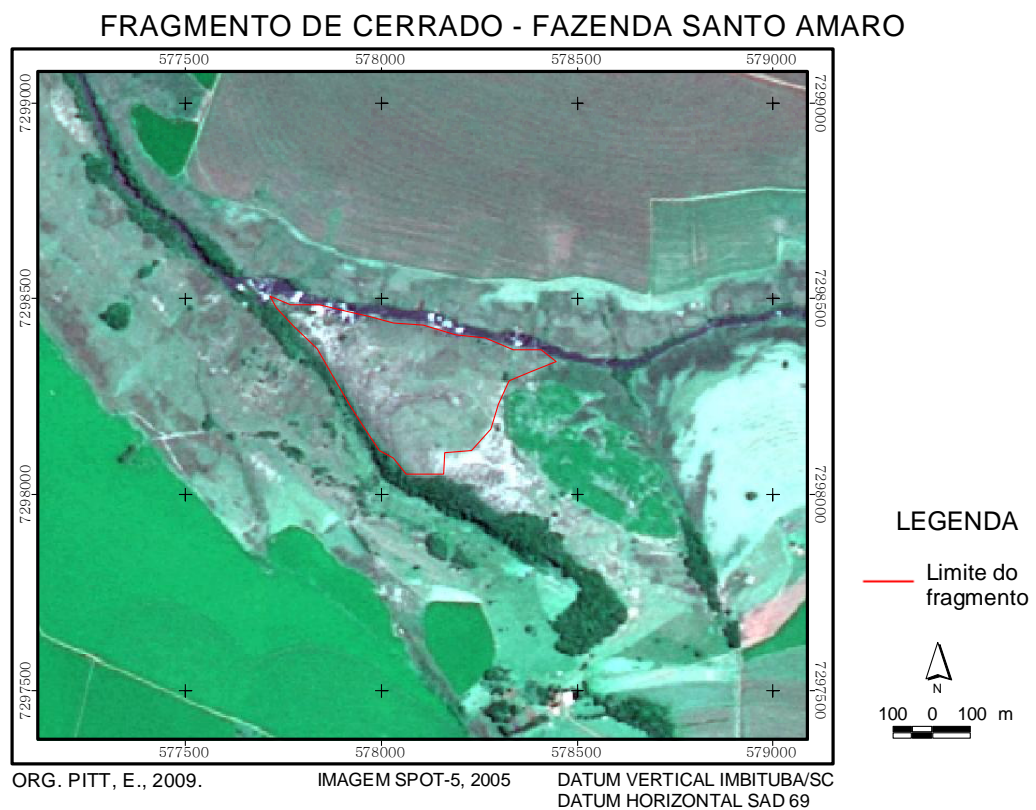 FRAGMENTO DE CERRADO - FAZENDA SANTO AMARO
577500 578000 578500 579000
7299000 7299000
7298500 7298500
7298000 7298000
7297500 7297500
577500 578000 578500 579000
LEGENDA
Limite do
fragmento
N
100 0 100 m
ORG. PITT, E., 2009. IMAGEM SPOT-5, 2005 DATUM VERTICAL IMBITUBA/SC
DATUM HORIZONTAL SAD 69